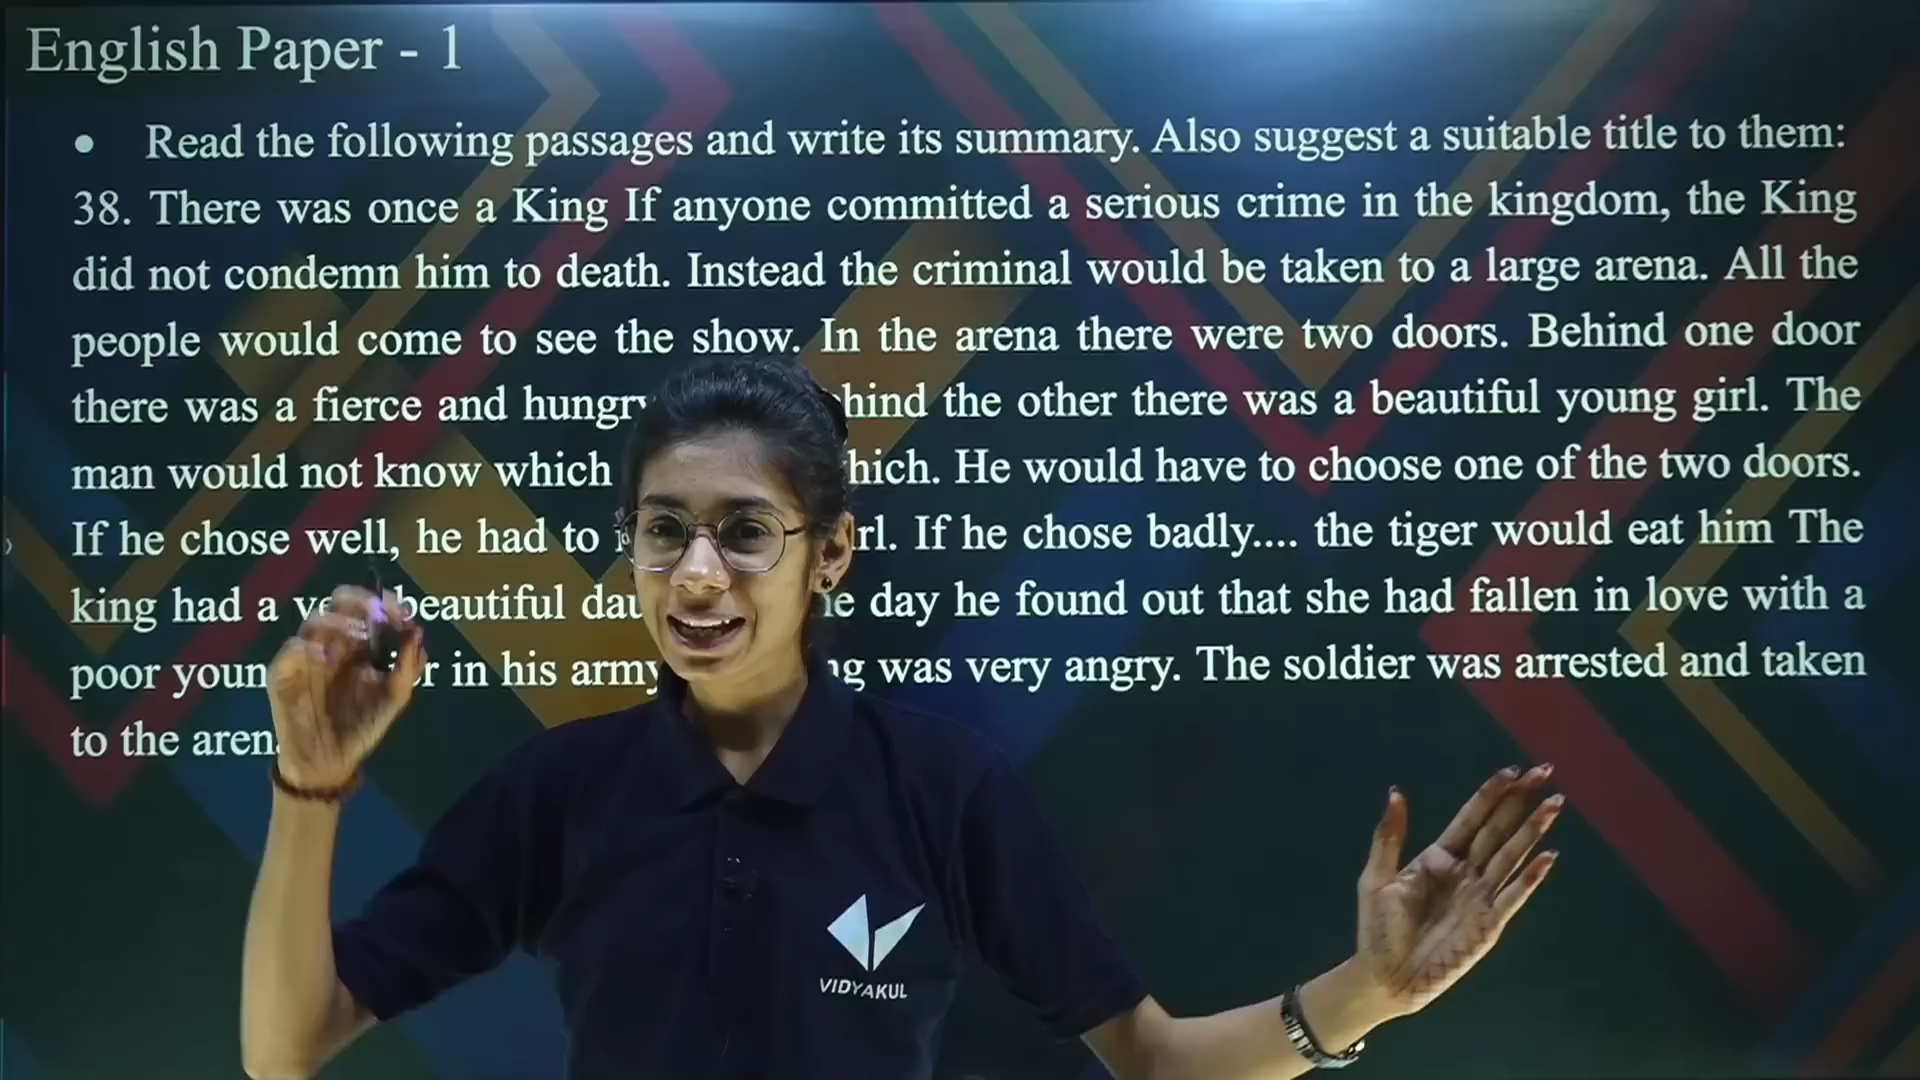 English Paper - 1
• Read the following passages and write its summary. Also suggest a suitable title to them:
38. There was once a King If anyone committed a serious crime in the kingdom, the King
did not condemn him to death. Instead the criminal would be taken to a large arena. All the
people would come to see the show. In the arena there were two doors. Behind one door
there was a fierce and hungry the other there was a beautiful young girl. The
man would not know which He would have to choose one of the two doors.
If he chose well, he had to If he chose badly.... the tiger would eat him The
king had a beautiful day he found out that she had fallen in love with a
poor in his army was very angry. The soldier was arrested and taken
to the
VIDYAKUL